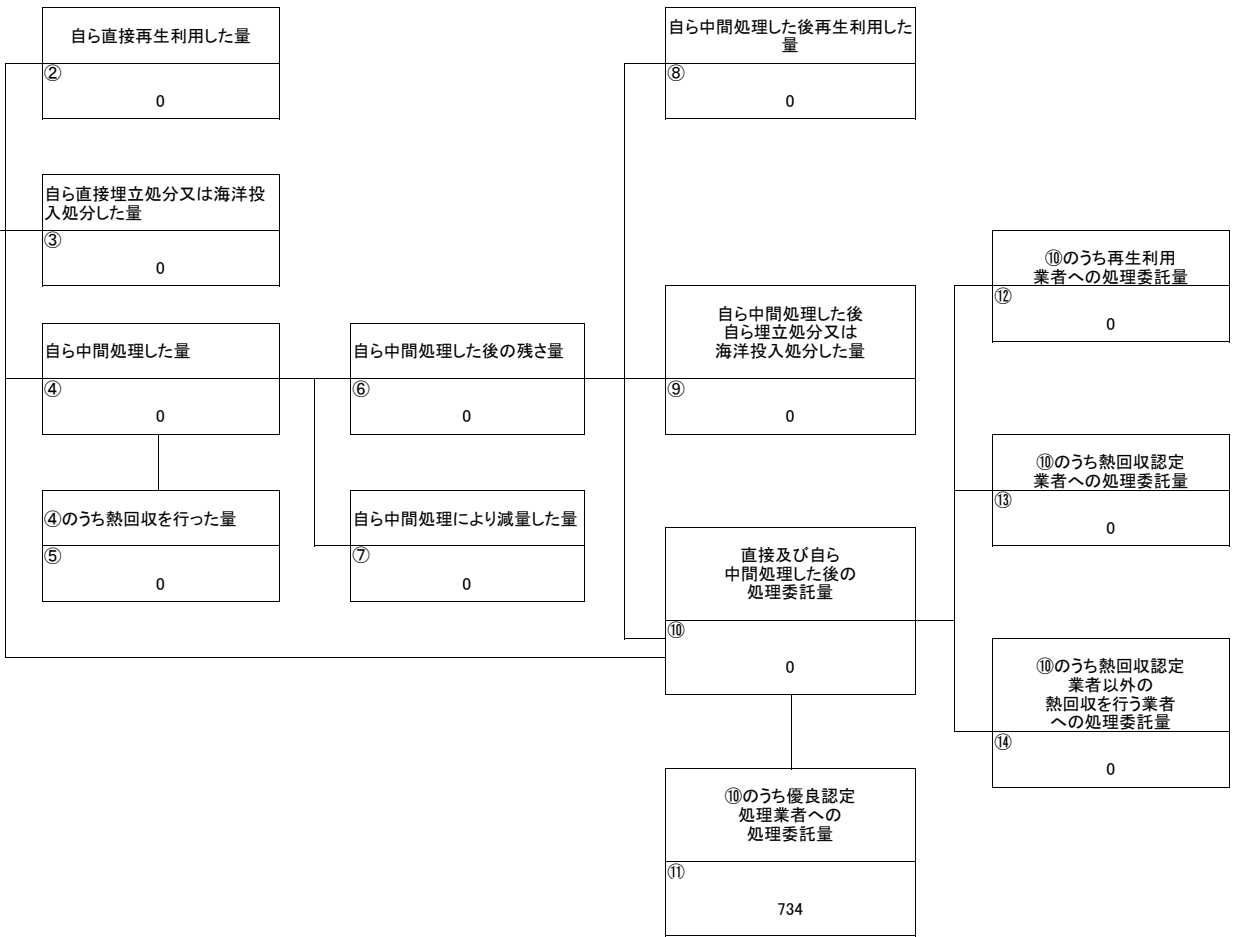 自ら直接再生利用した量
②
0
自ら中間処理した後再生利用した
量
⑧
0
自ら直接埋立処分又は海洋投
入処分した量
③
0
⑩のうち再生利用
業者への処理委託量
⑫
0
自ら中間処理した後
自ら埋立処分又は
海洋投入処分した量
⑨
0
自ら中間処理した量
④
0
自ら中間処理した後の残さ量
⑥
0
⑩のうち熱回収認定
業者への処理委託量
⑬
0
④のうち熱回収を行った量
⑤
0
自ら中間処理により減量した量
⑦
0
直接及び自ら
中間処理した後の
処理委託量
⑩
0
⑩のうち熱回収認定
業者以外の
熱回収を行う業者
への処理委託量
⑭
0
⑩のうち優良認定
処理業者への
処理委託量
⑪
734